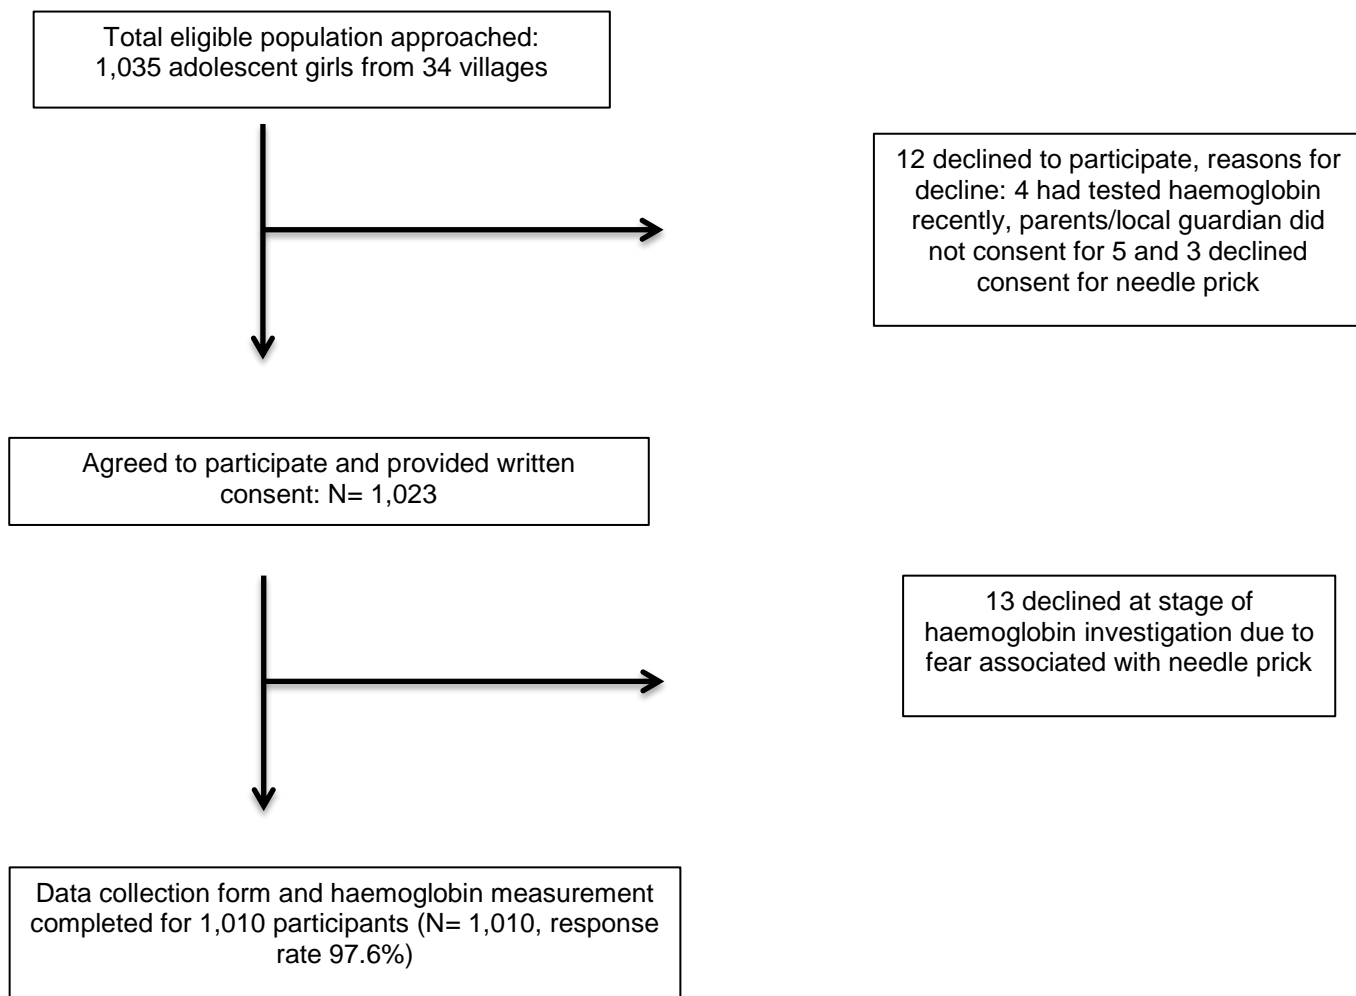 Total eligible population approached:
1,035 adolescent girls from 34 villages
12 declined to participate, reasons for
decline: 4 had tested haemoglobin
recently, parents/local guardian did
not consent for 5 and 3 declined
consent for needle prick
Agreed to participate and provided written
consent: N= 1,023
13 declined at stage of
haemoglobin investigation due to
fear associated with needle prick
Data collection form and haemoglobin measurement
completed for 1,010 participants (N= 1,010, response
rate 97.6%)